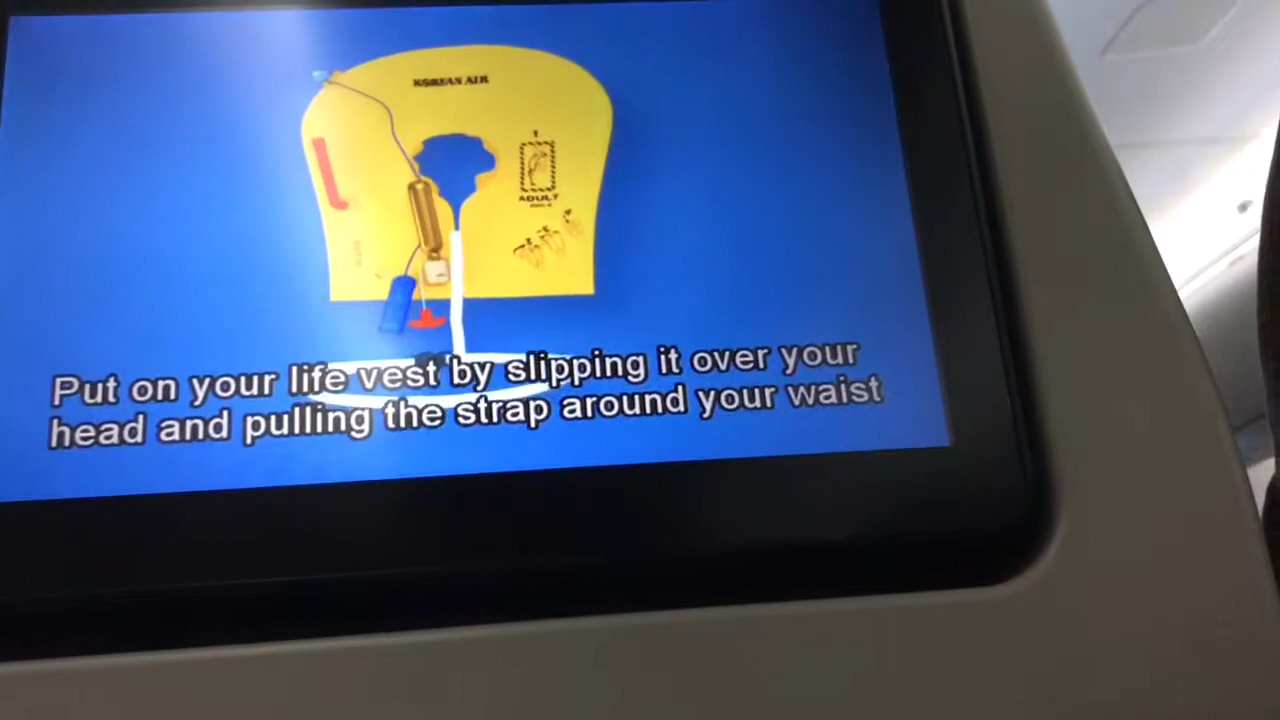 KOREAN AIR
1
ADULT
Put on your life vest by slipping it over your
head and pulling the strap around your waist